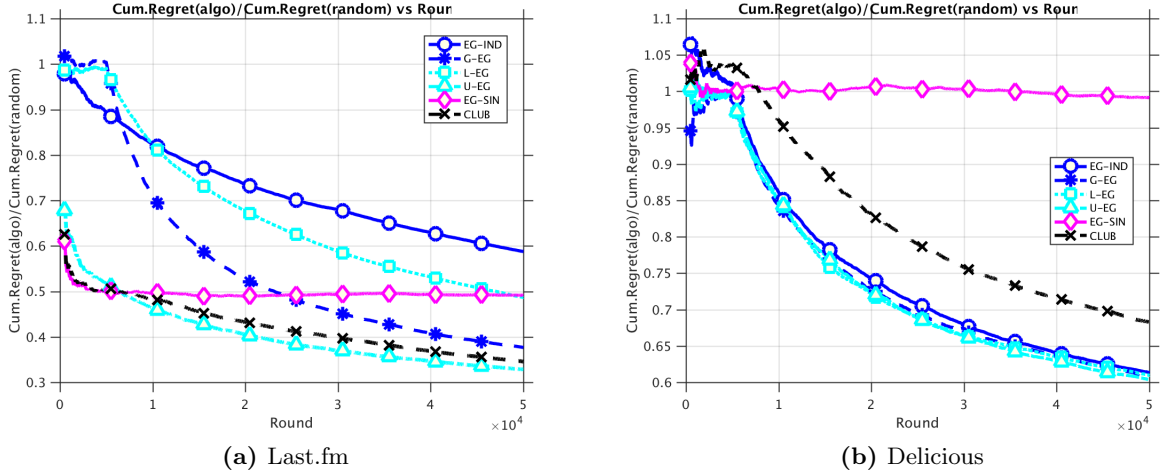 Cum.Regret(algo)/Cum.Regret(random) vs Roun
1.1
1
0.9
0.8
0.7
0.6
0.5
0.4
0.3
Cum.Regret(algo)/Cum.Regret(random)
EG-IND
G-EG
L-EG
U-EG
EG-SIN
CLUB
0 1 2 3 4 5
Round
×10^4
(a) Last.fm
Cum.Regret(algo)/Cum.Regret(random) vs Roun
1.1
1.05
1
0.95
0.9
0.85
0.8
0.75
0.7
0.65
0.6
Cum.Regret(algo)/Cum.Regret(random)
EG-IND
G-EG
L-EG
U-EG
EG-SIN
CLUB
0 1 2 3 4 5
Round
×10^4
(b) Delicious